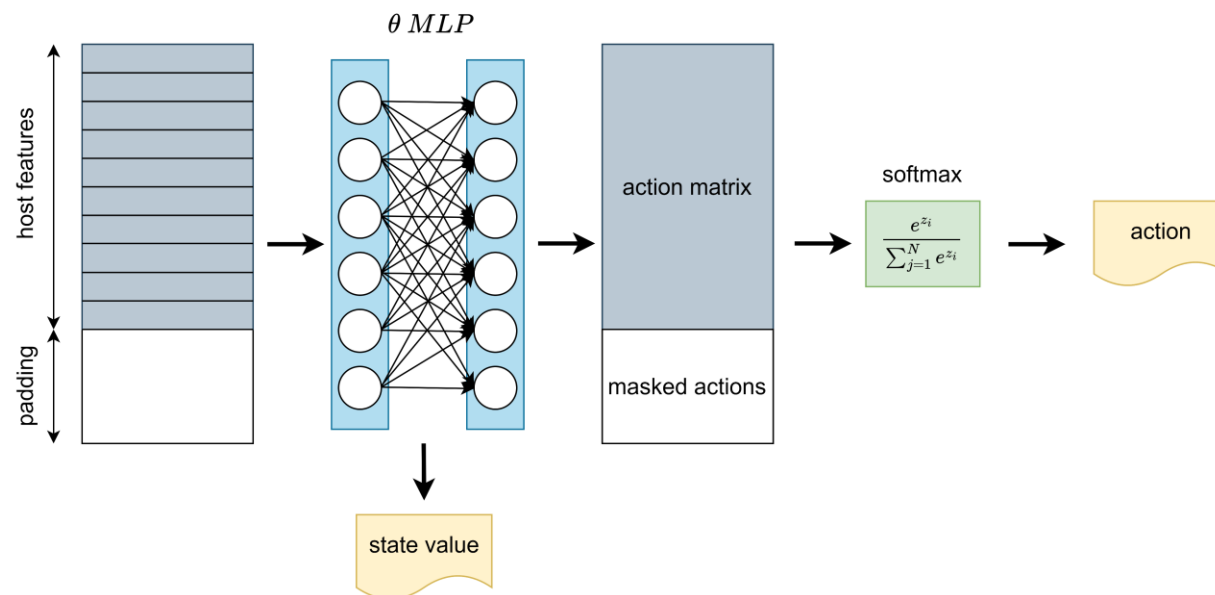 θ MLP
host features
padding
action matrix
masked actions
softmax
e^{z_i}
∑_{j=1}^{N} e^{z_i}
action
state value